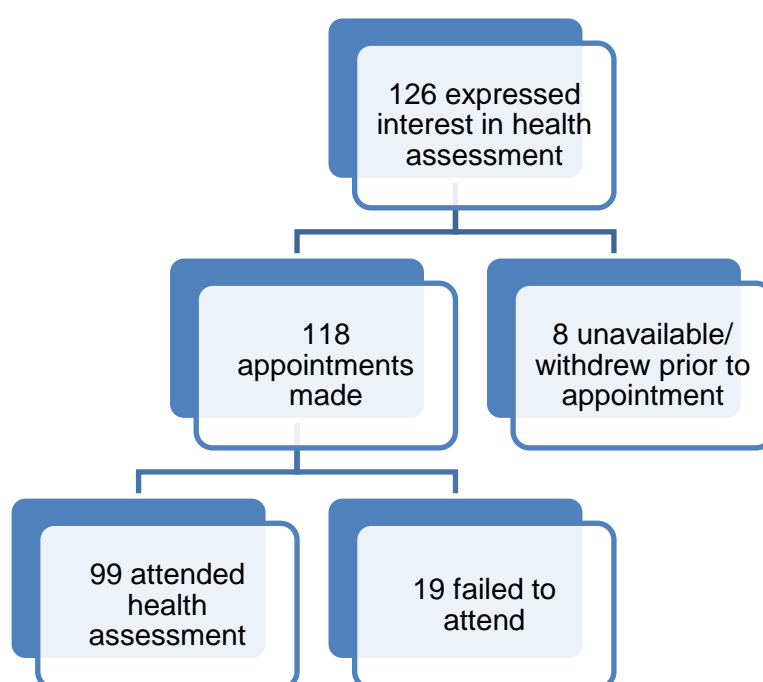 126 expressed
interest in health
assessment
118
appointments
made
8 unavailable/
withdrew prior to
appointment
99 attended
health
assessment
19 failed to
attend